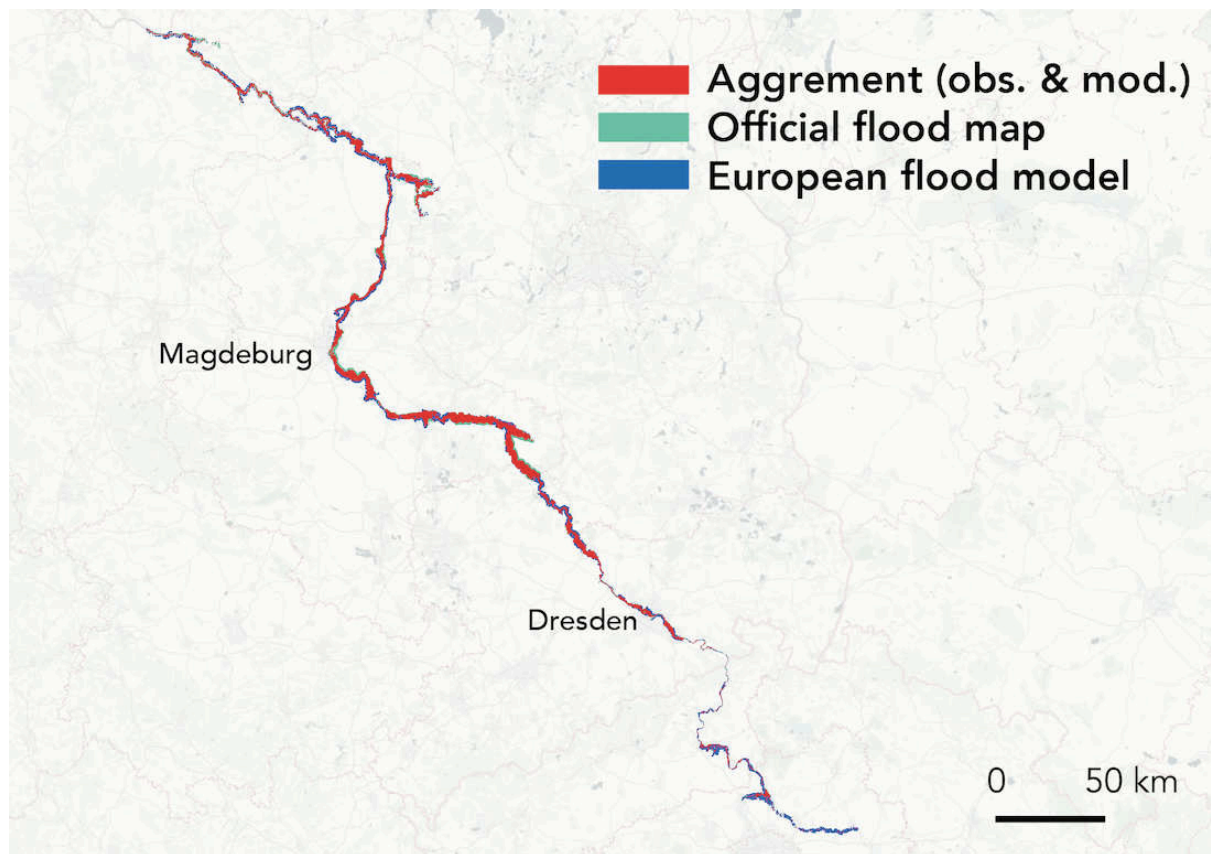 Aggrement (obs. & mod.)
Official flood map
European flood model
Magdeburg
Dresden
0 50 km